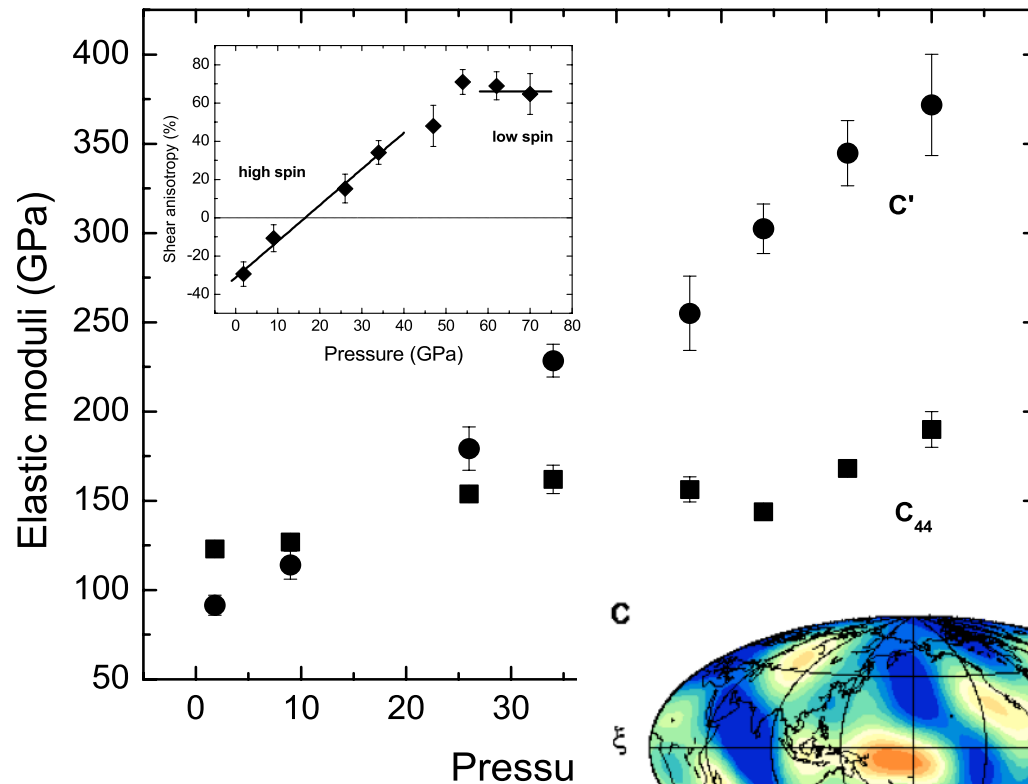 400
350
300
250
200
150
100
50
Elastic moduli (GPa)
80
60
40
20
0
-20
-40
Shear anisotropy (%)
high spin
low spin
0 10 20 30 40 50 60 70 80
Pressure (GPa)
C'
C44
0 10 20 30
Pressu
C
ξ